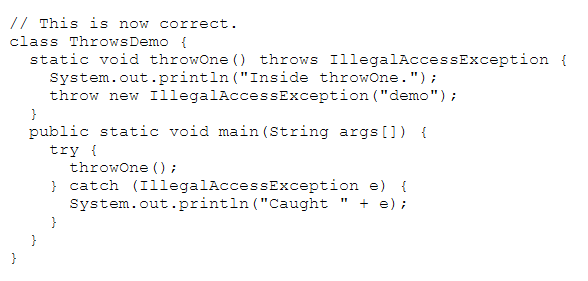 // This is now correct.
class ThrowsDemo {
  static void throwOne() throws IllegalAccessException {
    System.out.println("Inside throwOne.");
    throw new IllegalAccessException("demo");
  }
  public static void main(String args[]) {
    try {
      throwOne();
    } catch (IllegalAccessException e) {
      System.out.println("Caught " + e);
    }
  }
}